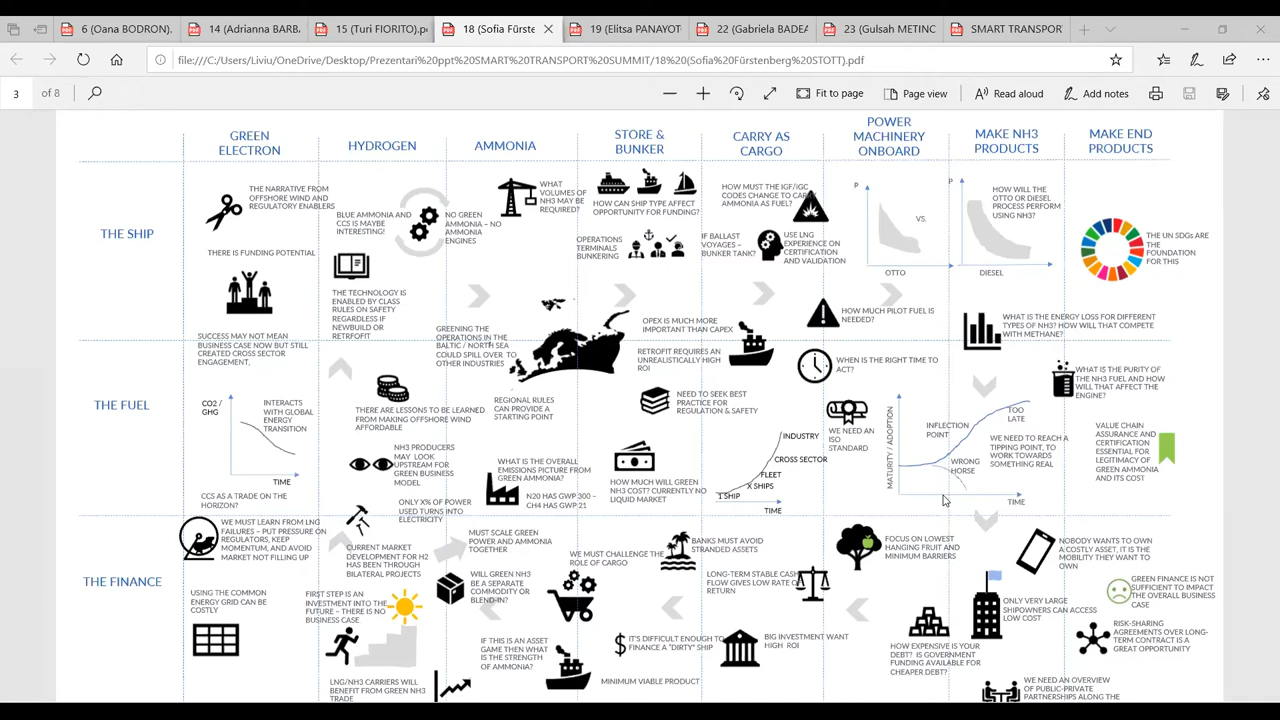 6 (Oana BODRON).
14 (Adrianna BARB.
15 (Turi FIORITO).p
18 (Sofia Fürste
19 (Elitsa PANAYOT
22 (Gabriela BADEA
23 (Gulsah METINC
SMART TRANSPOR
file:///C:/Users/Liviu/OneDrive/Desktop/Prezentari%20ppt%20SMART%20TRANSPORT%20SUMMIT/18%20(Sofia%20Fürstenberg%20STOTT).pdf
3 of 8
Fit to page
Page view
Read aloud
Add notes
GREEN
ELECTRON
HYDROGEN
AMMONIA
STORE &
BUNKER
CARRY AS
CARGO
POWER
MACHINERY
ONBOARD
MAKE NH3
PRODUCTS
MAKE END
PRODUCTS
THE SHIP
THE NARRATIVE FROM
OFFSHORE WIND AND
REGULATORY ENABLERS
THERE IS FUNDING POTENTIAL
SUCCESS MAY NOT MEAN
BUSINESS CASE NOW BUT STILL
CREATED CROSS SECTOR
ENGAGEMENT,
BLUE AMMONIA AND
CCS IS MAYBE
INTERESTING!
NO GREEN
AMMONIA – NO
AMMONIA
ENGINES
THE TECHNOLOGY IS
ENABLED BY CLASS
RULES ON SAFETY
REGARDLESS IF
NEWBUILD OR
RETRFOFIT
WHAT
VOLUMES OF
NH3 MAY BE
REQUIRED?
GREENING THE
OPERATIONS IN THE
BALTIC / NORTH SEA
COULD SPILL OVER TO
OTHER INDUSTRIES
HOW CAN SHIP TYPE AFFECT
OPPORTUNITY FOR FUNDING?
OPERATIONS
TERMINALS
BUNKERING
HOW MUST THE IGF/IGC
CODES CHANGE TO CARRY
AMMONIA AS FUEL?
IF BALLAST
VOYAGES –
BUNKER TANK?
USE LNG
EXPERIENCE ON
CERTIFICATION
AND VALIDATION
OPEX IS MUCH MORE
IMPORTANT THAN CAPEX
P
VS.
OTTO
P
DIESEL
HOW WILL THE
OTTO OR DIESEL
PROCESS PERFORM
USING NH3?
HOW MUCH PILOT FUEL IS
NEEDED?
WHAT IS THE ENERGY LOSS FOR DIFFERENT
TYPES OF NH3? HOW WILL THAT COMPETE
WITH METHANE?
THE UN SDGs ARE
THE
FOUNDATION
FOR THIS
THE FUEL
CO2 /
GHG
INTERACTS
WITH GLOBAL
ENERGY
TRANSITION
TIME
CCS AS A TRADE ON THE
HORIZON?
THERE ARE LESSONS TO BE LEARNED
FROM MAKING OFFSHORE WIND
AFFORDABLE
NH3 PRODUCERS
MAY LOOK
UPSTREAM FOR
GREEN BUSINESS
MODEL
ONLY X% OF POWER
USED TURNS INTO
ELECTRICITY
REGIONAL RULES
CAN PROVIDE A
STARTING POINT
WHAT IS THE OVERALL
EMISSIONS PICTURE FROM
GREEN AMMONIA?
N20 HAS GWP 300 –
CH4 HAS GWP 21
RETROFIT REQUIRES AN
UNREALISTICALLY HIGH
ROI
NEED TO SEEK BEST
PRACTICE FOR
REGULATION & SAFETY
HOW MUCH WILL GREEN
NH3 COST? CURRENTLY NO
LIQUID MARKET
INDUSTRY
CROSS SECTOR
FLEET
X SHIPS
1 SHIP
TIME
WHEN IS THE RIGHT TIME TO
ACT?
WE NEED AN
ISO
STANDARD
MATURITY / ADOPTION
INFLECTION
POINT
TOO
LATE
WRONG
HORSE
WE NEED TO REACH A
TIPPING POINT, TO
WORK TOWARDS
SOMETHING REAL
TIME
WHAT IS THE PURITY OF
THE NH3 FUEL AND HOW
WILL THAT AFFECT THE
ENGINE?
VALUE CHAIN
ASSURANCE AND
CERTIFICATION
ESSENTIAL FOR
LEGITIMACY OF
GREEN AMMONIA
AND ITS COST
THE FINANCE
WE MUST LEARN FROM LNG
FAILURES – PUT PRESSURE ON
REGULATORS, KEEP
MOMENTUM, AND AVOID
MARKET NOT FILLING UP
USING THE COMMON
ENERGY GRID CAN BE
COSTLY
CURRENT MARKET
DEVELOPMENT FOR H2
HAS BEEN THROUGH
BILATERAL PROJECTS
FIRST STEP IS AN
INVESTMENT INTO THE
FUTURE – THERE IS NO
BUSINESS CASE
LNG/NH3 CARRIERS WILL
BENEFIT FROM GREEN NH3
TRADE
MUST SCALE GREEN
POWER AND AMMONIA
TOGETHER
WILL GREEN NH3
BE A SEPARATE
COMMODITY OR
BLEND-IN?
IF THIS IS AN ASSET
GAME THEN WHAT
IS THE STRENGTH
OF AMMONIA?
WE MUST CHALLENGE THE
ROLE OF CARGO
$
IT'S DIFFICULT ENOUGH TO
FINANCE A "DIRTY" SHIP
MINIMUM VIABLE PRODUCT
BANKS MUST AVOID
STRANDED ASSETS
LONG-TERM STABLE CASH
FLOW GIVES LOW RATE OF
RETURN
BIG INVESTMENT WANT
HIGH ROI
FOCUS ON LOWEST
HANGING FRUIT AND
MINIMUM BARRIERS
HOW EXPENSIVE IS YOUR
DEBT? IS GOVERNMENT
FUNDING AVAILABLE FOR
CHEAPER DEBT?
ONLY VERY LARGE
SHIPOWNERS CAN ACCESS
LOW COST
NOBODY WANTS TO OWN
A COSTLY ASSET, IT IS THE
MOBILITY THEY WANT TO
OWN
GREEN FINANCE IS NOT
SUFFICIENT TO IMPACT
THE OVERALL BUSINESS
CASE
RISK-SHARING
AGREEMENTS OVER LONG-
TERM CONTRACT IS A
GREAT OPPORTUNITY
WE NEED AN OVERVIEW
OF PUBLIC-PRIVATE
PARTNERSHIPS ALONG THE